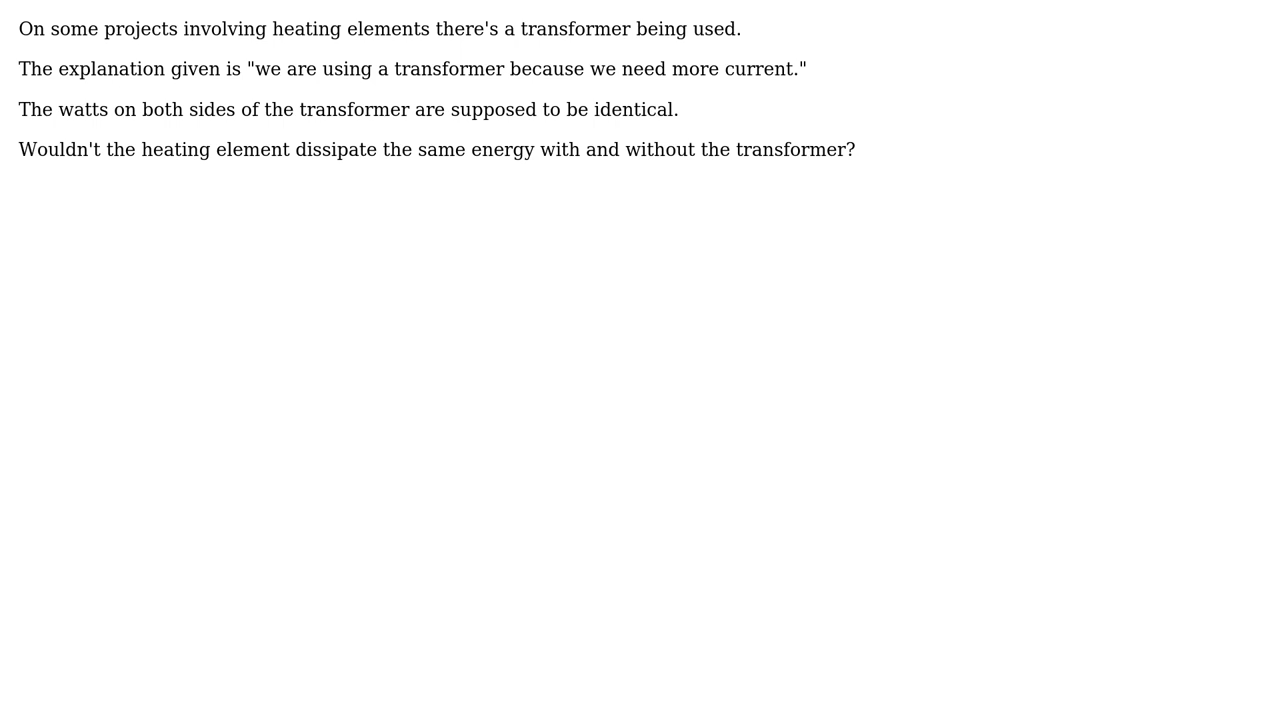 On some projects involving heating elements there's a transformer being used.
The explanation given is "we are using a transformer because we need more current."
The watts on both sides of the transformer are supposed to be identical.
Wouldn't the heating element dissipate the same energy with and without the transformer?